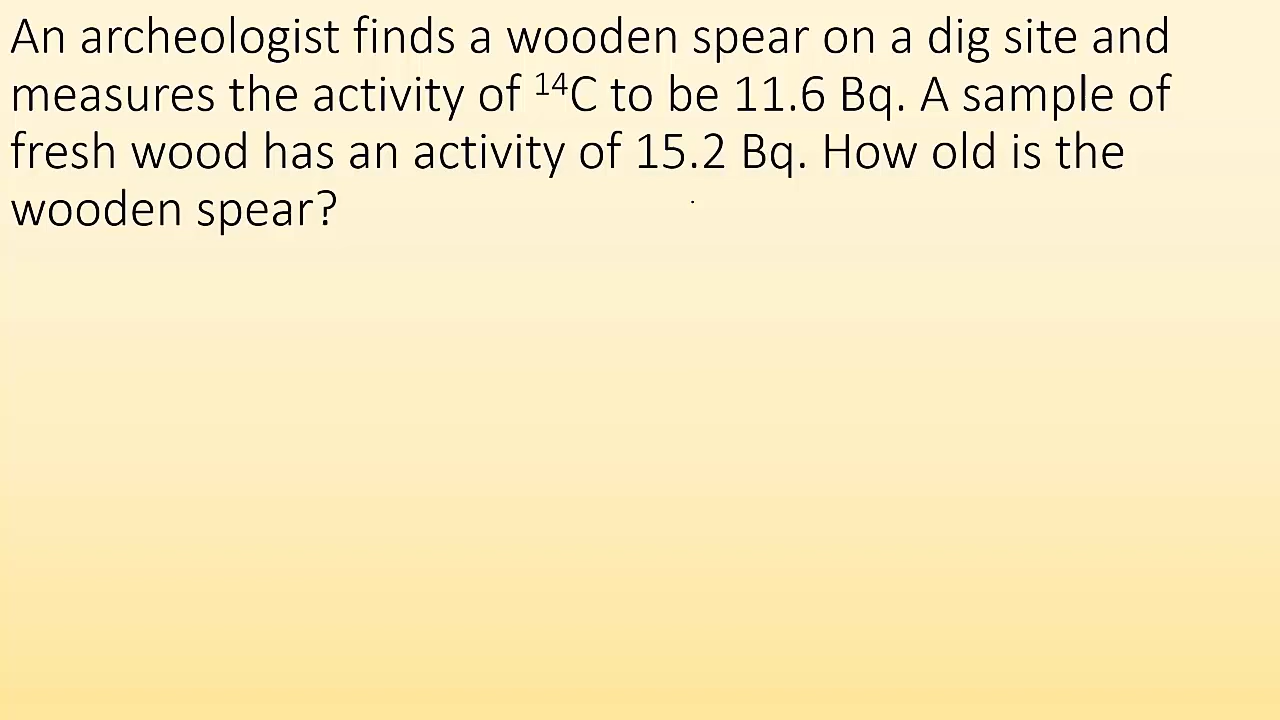 An archeologist finds a wooden spear on a dig site and
measures the activity of ¹⁴C to be 11.6 Bq. A sample of
fresh wood has an activity of 15.2 Bq. How old is the
wooden spear?